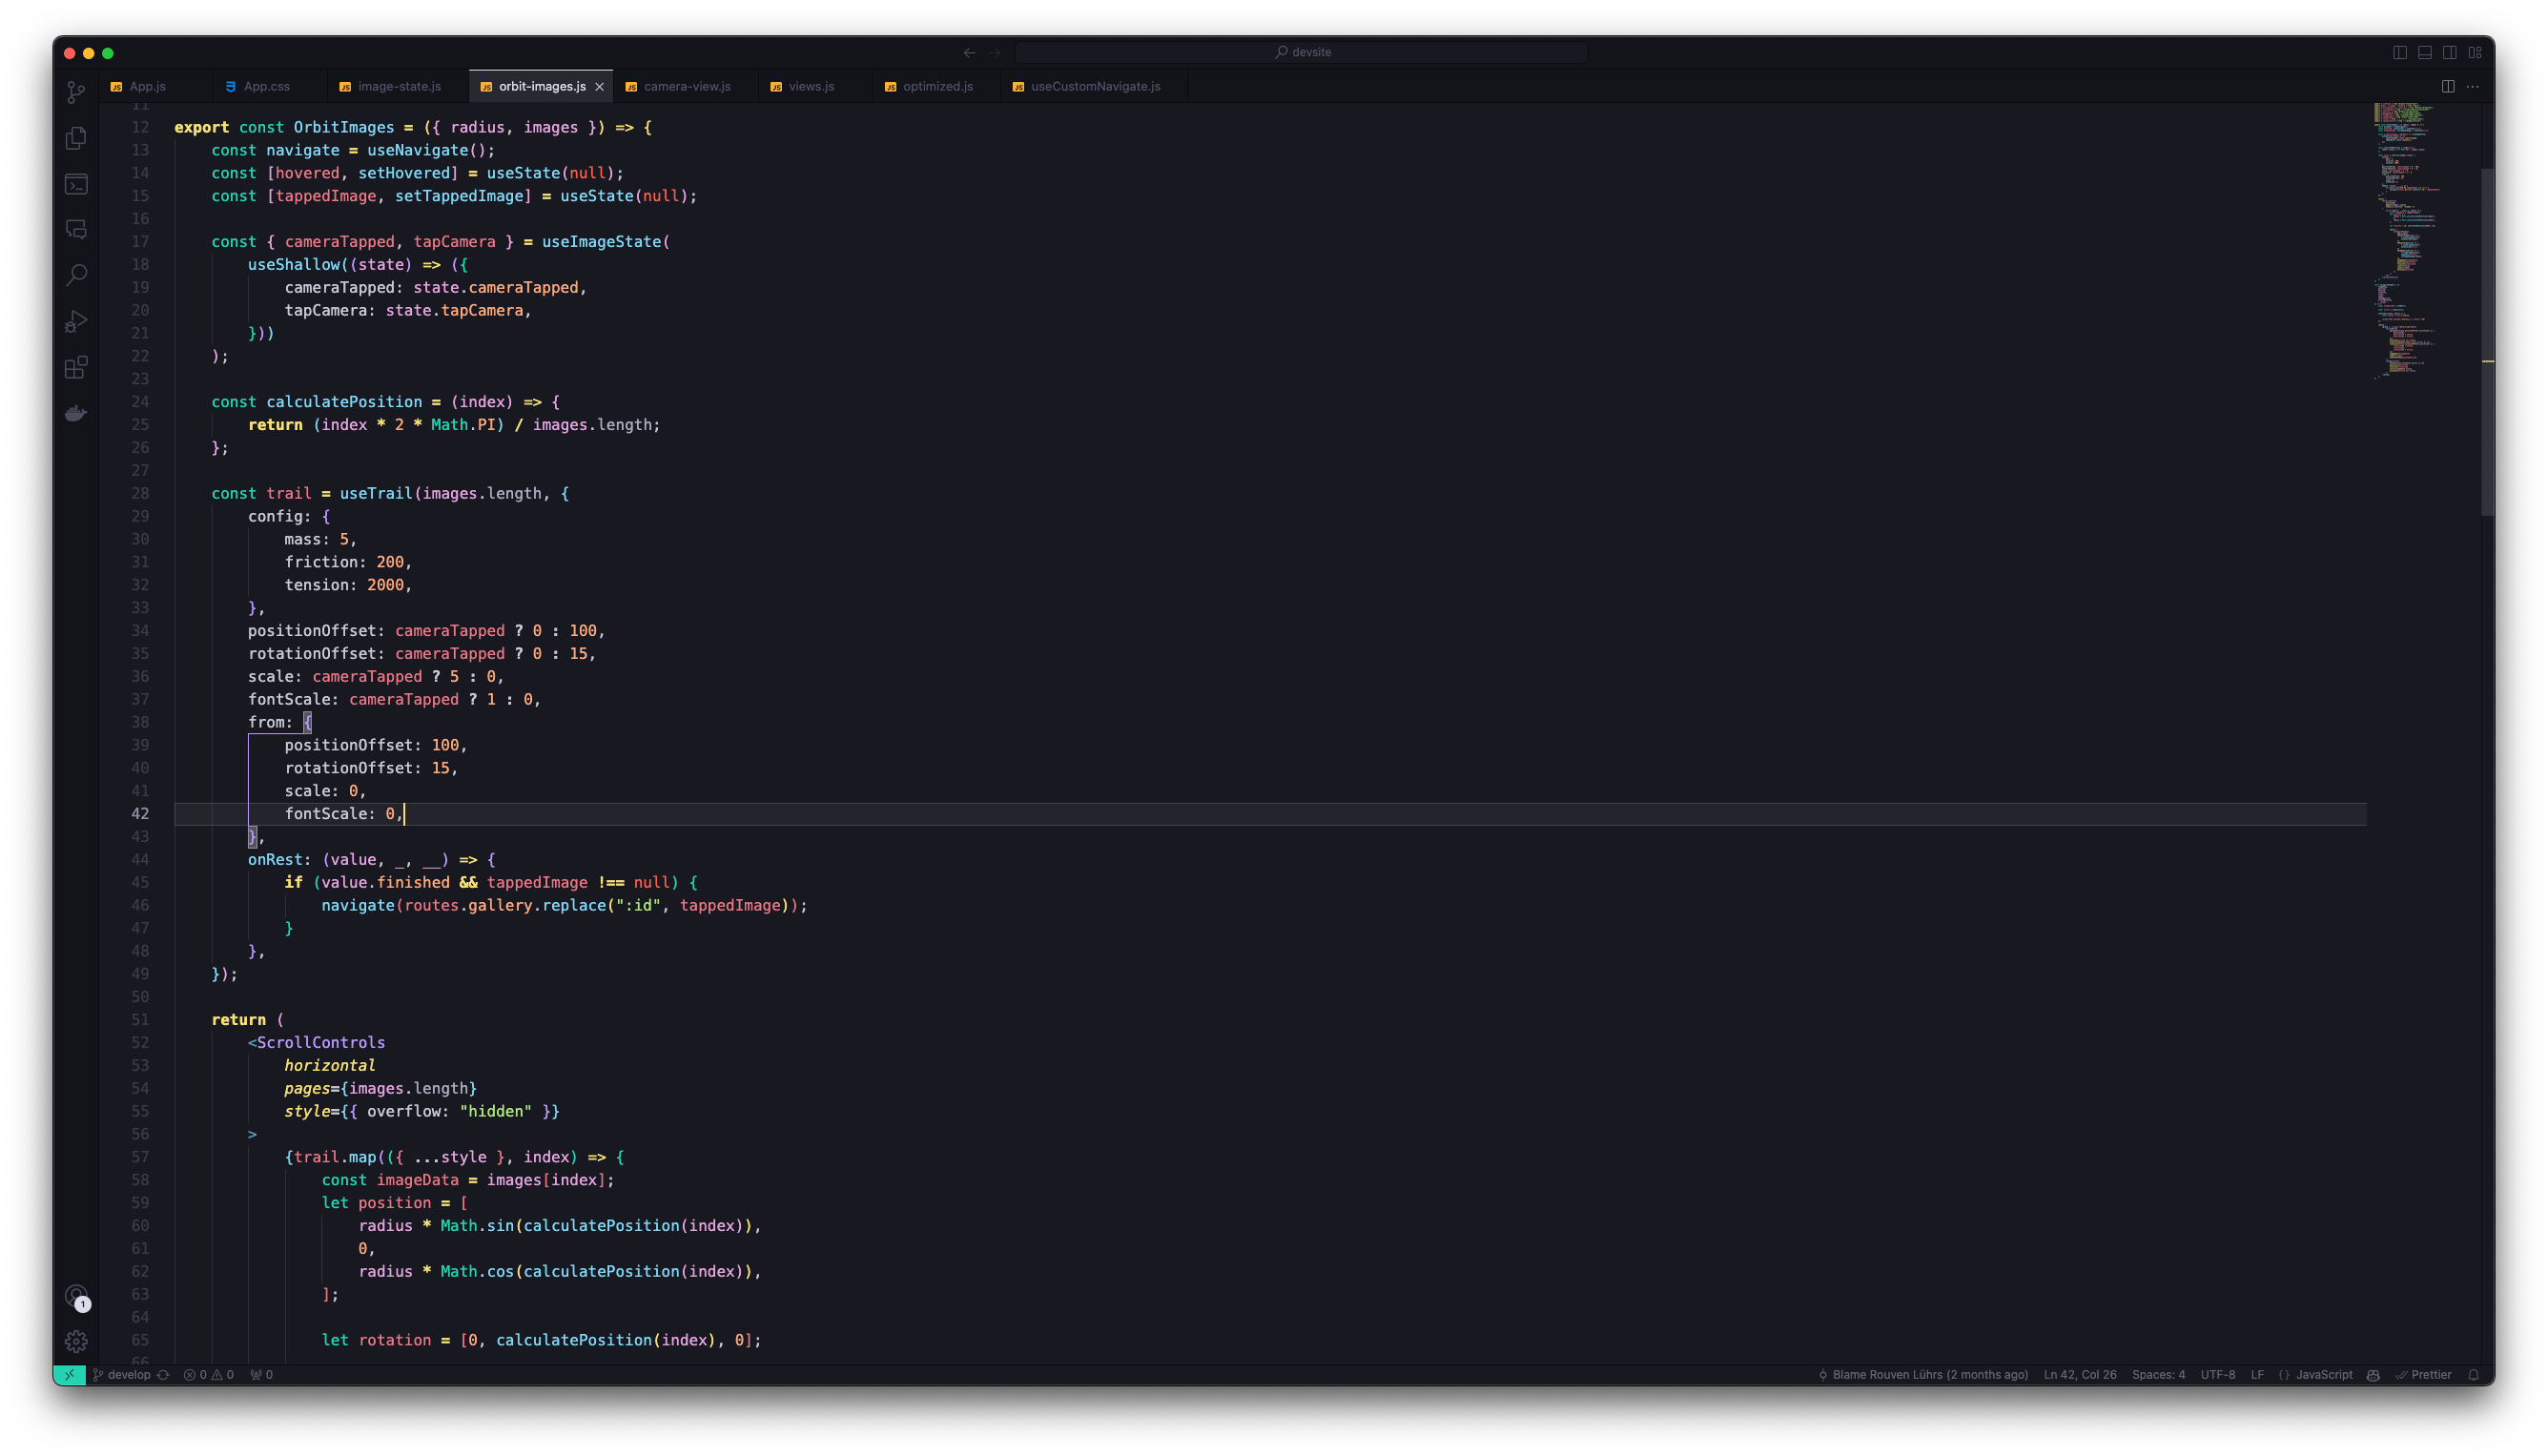 devsite
App.js
App.css
image-state.js
orbit-images.js
camera-view.js
views.js
optimized.js
useCustomNavigate.js
11
12 export const OrbitImages = ({ radius, images }) => {
13     const navigate = useNavigate();
14     const [hovered, setHovered] = useState(null);
15     const [tappedImage, setTappedImage] = useState(null);
16
17     const { cameraTapped, tapCamera } = useImageState(
18         useShallow((state) => ({
19             cameraTapped: state.cameraTapped,
20             tapCamera: state.tapCamera,
21         }))
22     );
23
24     const calculatePosition = (index) => {
25         return (index * 2 * Math.PI) / images.length;
26     };
27
28     const trail = useTrail(images.length, {
29         config: {
30             mass: 5,
31             friction: 200,
32             tension: 2000,
33         },
34         positionOffset: cameraTapped ? 0 : 100,
35         rotationOffset: cameraTapped ? 0 : 15,
36         scale: cameraTapped ? 5 : 0,
37         fontScale: cameraTapped ? 1 : 0,
38         from: {
39             positionOffset: 100,
40             rotationOffset: 15,
41             scale: 0,
42             fontScale: 0,
43         },
44         onRest: (value, _, __) => {
45             if (value.finished && tappedImage !== null) {
46                 navigate(routes.gallery.replace(":id", tappedImage));
47             }
48         },
49     });
50
51     return (
52         <ScrollControls
53             horizontal
54             pages={images.length}
55             style={{ overflow: "hidden" }}
56         >
57             {trail.map(({ ...style }, index) => {
58                 const imageData = images[index];
59                 let position = [
60                     radius * Math.sin(calculatePosition(index)),
61                     0,
62                     radius * Math.cos(calculatePosition(index)),
63                 ];
64
65                 let rotation = [0, calculatePosition(index), 0];
66
1
develop 0 0 0 Blame Rouven Lührs (2 months ago) Ln 42, Col 26 Spaces: 4 UTF-8 LF {} JavaScript Prettier